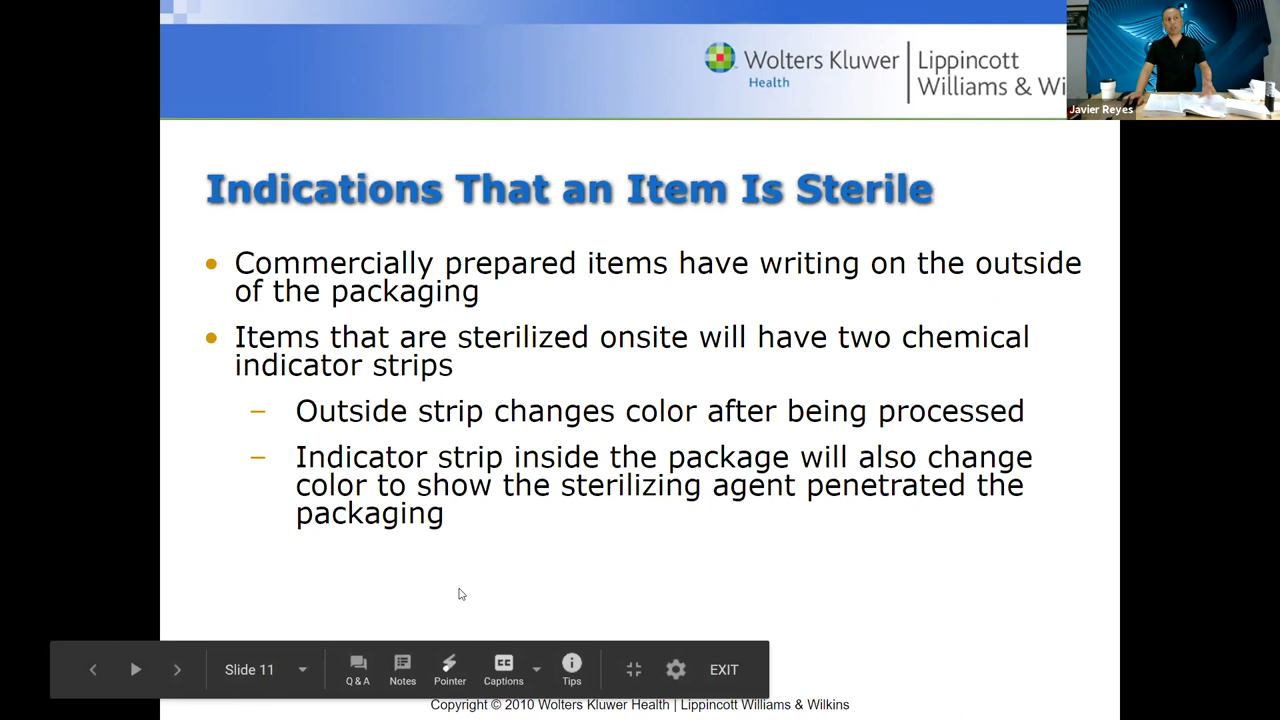 Wolters Kluwer
Health
Lippincott
Williams & Wi
Javier Reyes
Indications That an Item Is Sterile
• Commercially prepared items have writing on the outside
of the packaging
• Items that are sterilized onsite will have two chemical
indicator strips
– Outside strip changes color after being processed
– Indicator strip inside the package will also change
color to show the sterilizing agent penetrated the
packaging
Slide 11
Q & A
Notes
Pointer
CC
Captions
Tips
EXIT
Copyright © 2010 Wolters Kluwer Health | Lippincott Williams & Wilkins